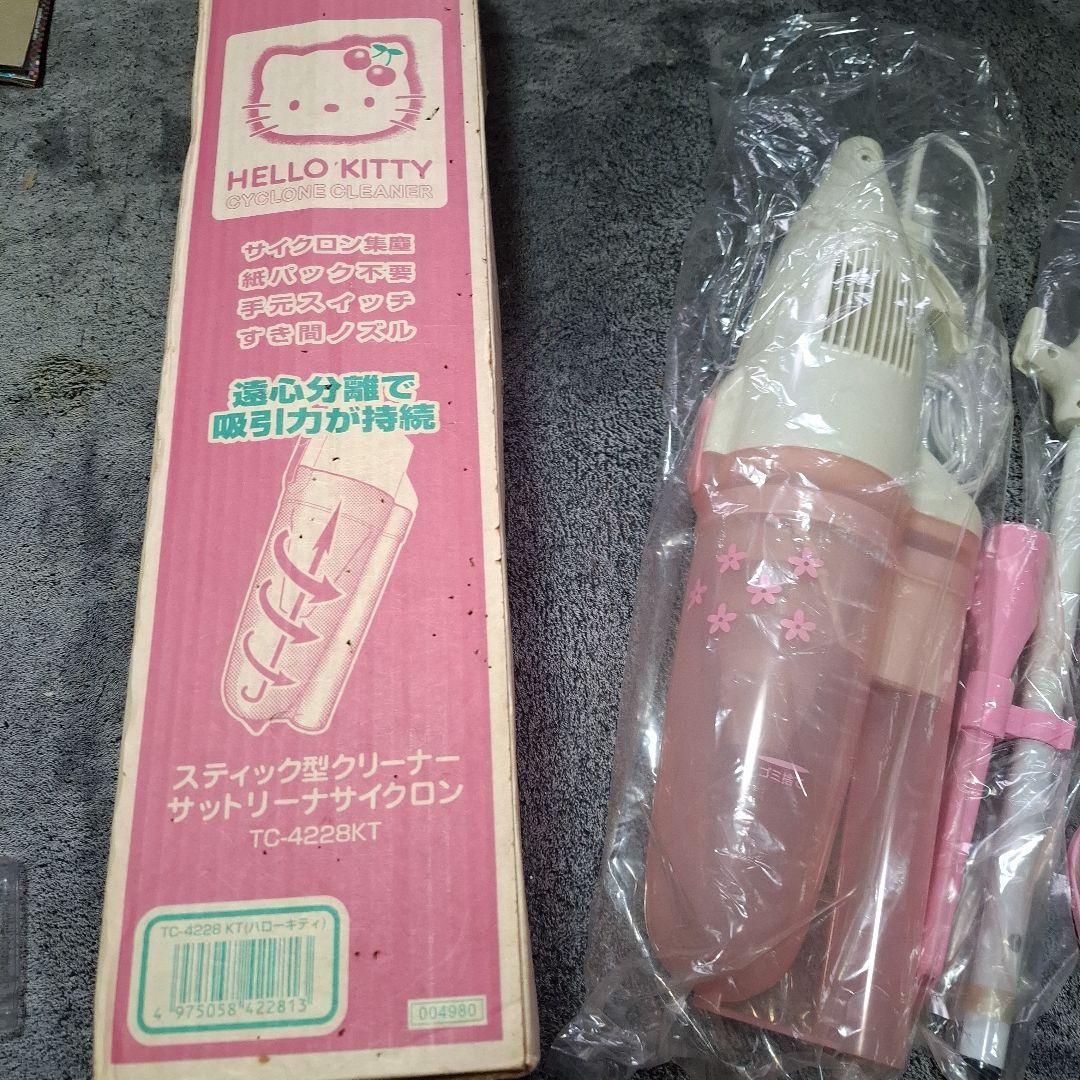 HELLO KITTY
CYCLONE CLEANER
サイクロン集塵
紙パック不要
手元スイッチ
すき間ノズル
遠心分離で
吸引力が持続
スティック型クリーナー
サットリーナサイクロン
TC-4228KT
TC-4228 KT(ハローキティ)
4 975058 422813
004980